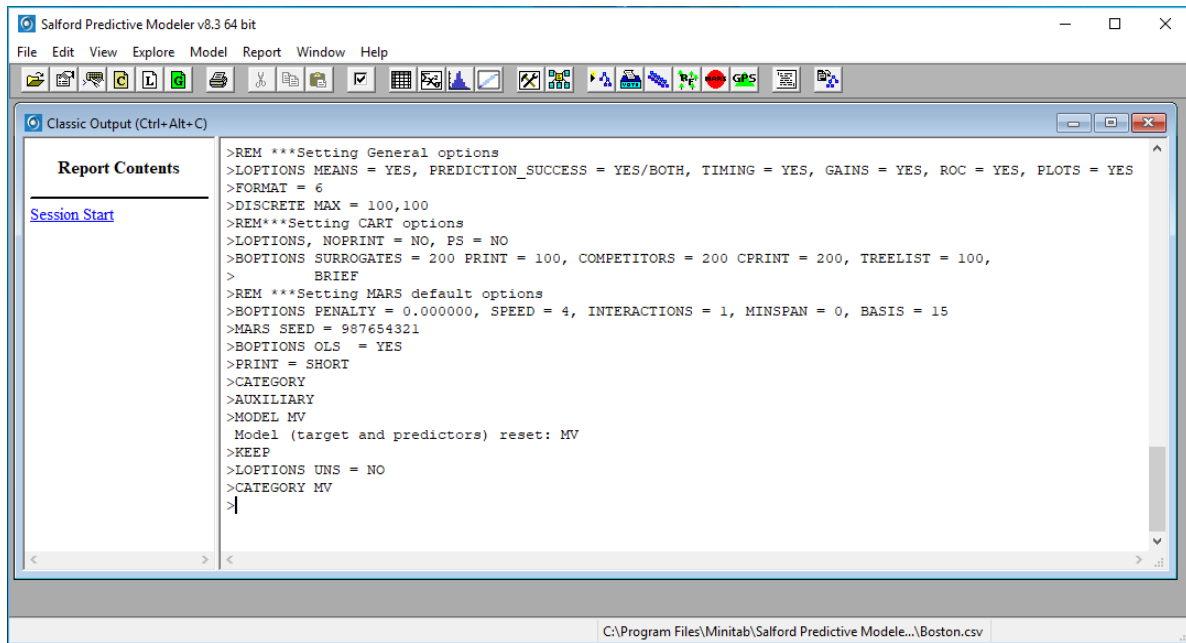 Salford Predictive Modeler v8.3 64 bit
File Edit View Explore Model Report Window Help
C L G GPS
Classic Output (Ctrl+Alt+C)
Report Contents
Session Start
>REM ***Setting General options
>LOPTIONS MEANS = YES, PREDICTION_SUCCESS = YES/BOTH, TIMING = YES, GAINS = YES, ROC = YES, PLOTS = YES
>FORMAT = 6
>DISCRETE MAX = 100,100
>REM***Setting CART options
>LOPTIONS, NOPRINT = NO, PS = NO
>BOPTIONS SURROGATES = 200 PRINT = 100, COMPETITORS = 200 CPRINT = 200, TREELIST = 100,
>         BRIEF
>REM ***Setting MARS default options
>BOPTIONS PENALTY = 0.000000, SPEED = 4, INTERACTIONS = 1, MINSPAN = 0, BASIS = 15
>MARS SEED = 987654321
>BOPTIONS OLS  = YES
>PRINT = SHORT
>CATEGORY
>AUXILIARY
>MODEL MV
 Model (target and predictors) reset: MV
>KEEP
>LOPTIONS UNS = NO
>CATEGORY MV
>
C:\Program Files\Minitab\Salford Predictive Modele...\Boston.csv